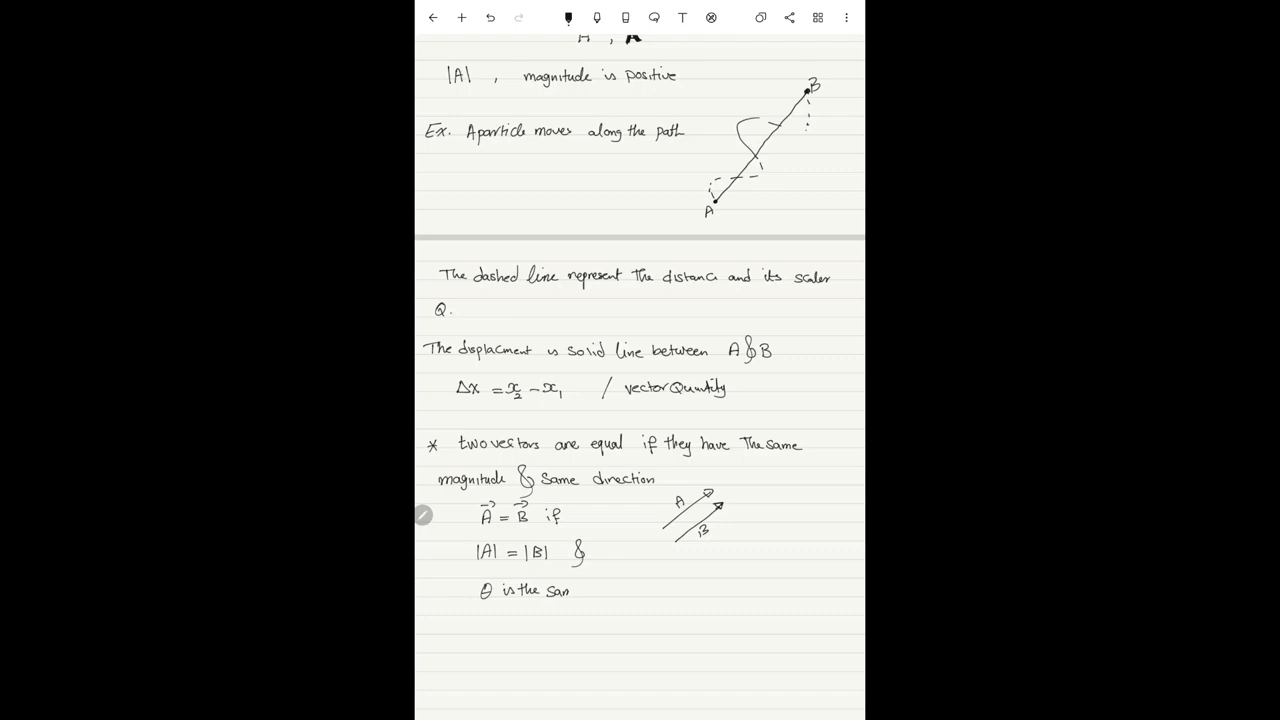 A , A
|A| , magnitude is positive
B
Ex. A particle moves along the path
A
The dashed line represent the distance and its scaler
Q.
The displacment is solid line between A & B
Δx = x2 - x1 / vector Quantity
* two vectors are equal if they have The same
magnitude & same direction
A⃗ = B⃗ if
A
B
|A| = |B| &
θ is the sam